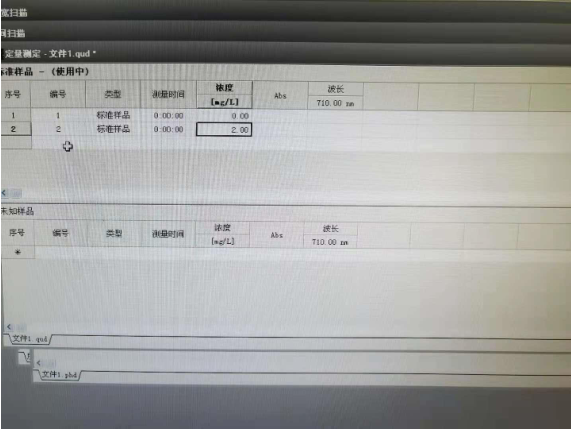 宽扫描
间扫描
定量测定 - 文件1.qud *
标准样品 - (使用中)
序号 编号 类型 测量时间 浓度 [mg/L] Abs 波长 710.00 nm
1 1 标准样品 0:00:00 0.00
2 2 标准样品 0:00:00 2.00
未知样品
序号 编号 类型 测量时间 浓度 [mg/L] Abs 波长 710.00 nm
*
文件1.qud
文件1.phd